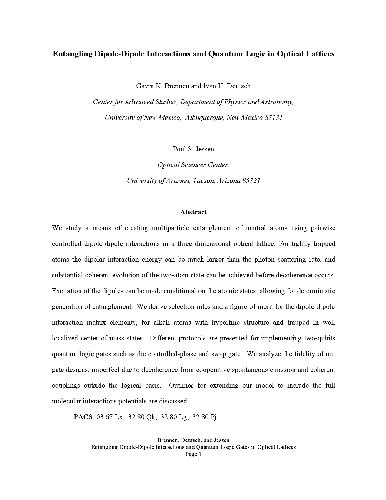 Entangling Dipole-Dipole Interactions and Quantum Logic in Optical Lattices
Gavin K. Brennen and Ivan H. Deutsch
Center for Advanced Studies, Department of Physics and Astronomy,
University of New Mexico, Albuquerque, New Mexico 87131
Poul S. Jessen
Optical Sciences Center,
University of Arizona, Tucson, Arizona 85721
Abstract
We study a means of creating multiparticle entanglement of neutral atoms using pairwise
controlled dipole-dipole interactions in a three dimensional optical lattice. For tightly trapped
atoms the dipolar interaction energy can be much larger than the photon scattering rate, and
substantial coherent evolution of the two-atom state can be achieved before decoherence occurs.
Excitation of the dipoles can be made conditional on the atomic states, allowing for deterministic
generation of entanglement. We derive selection rules and a figure-of-merit for the dipole-dipole
interaction matrix elements, for alkali atoms with hyperfine structure and trapped in well
localized center of mass states. Different protocols are presented for implementing two-qubits
quantum logic gates such as the controlled-phase and swap gate. We analyze the fidelity of our
gate designs, imperfect due to decoherence from cooperative spontaneous emission and coherent
couplings outside the logical basis. Outlines for extending our model to include the full
molecular interactions potentials are discussed.
PACS: 03.67.Lx, 32.80.Qk, 32.80.Lg, 32.80.Pj
Brennen, Deutsch, and Jessen
Entangling Dipole-Dipole Interactions and Quantum Logic Gates in Optical Lattices
Page 1